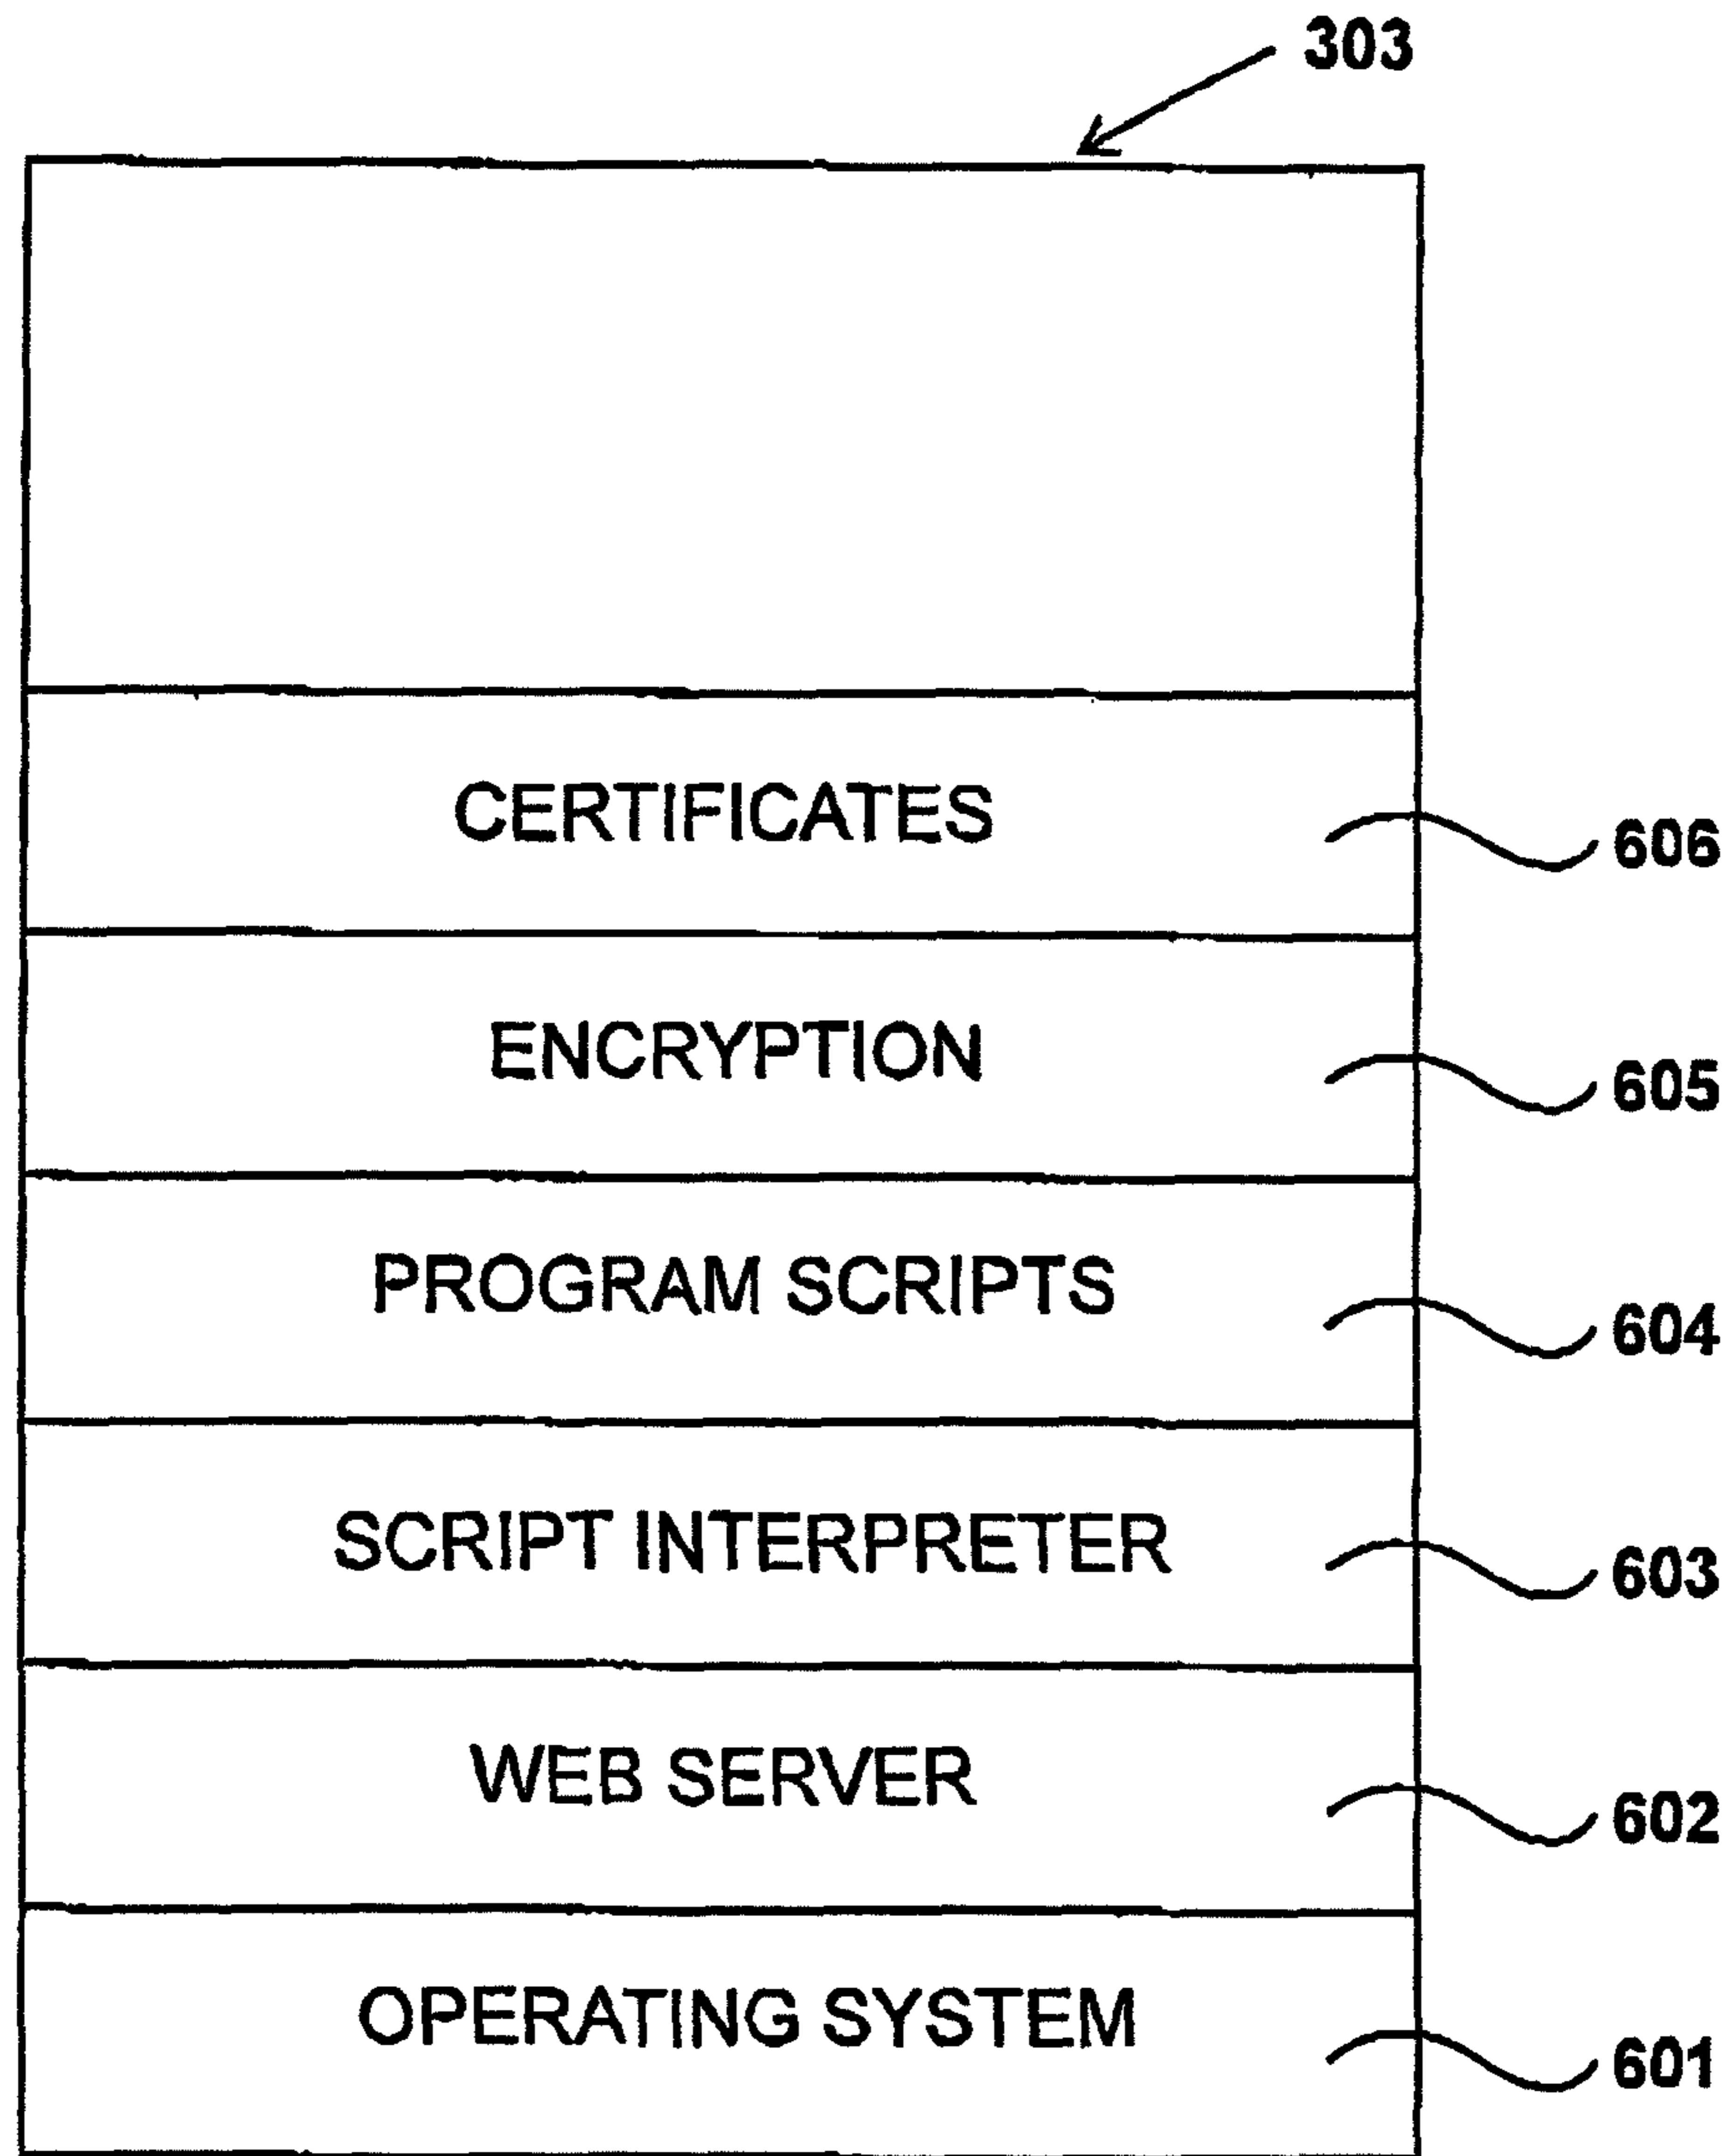 303
CERTIFICATES
606
ENCRYPTION
605
PROGRAM SCRIPTS
604
SCRIPT INTERPRETER
603
WEB SERVER
602
OPERATING SYSTEM
601